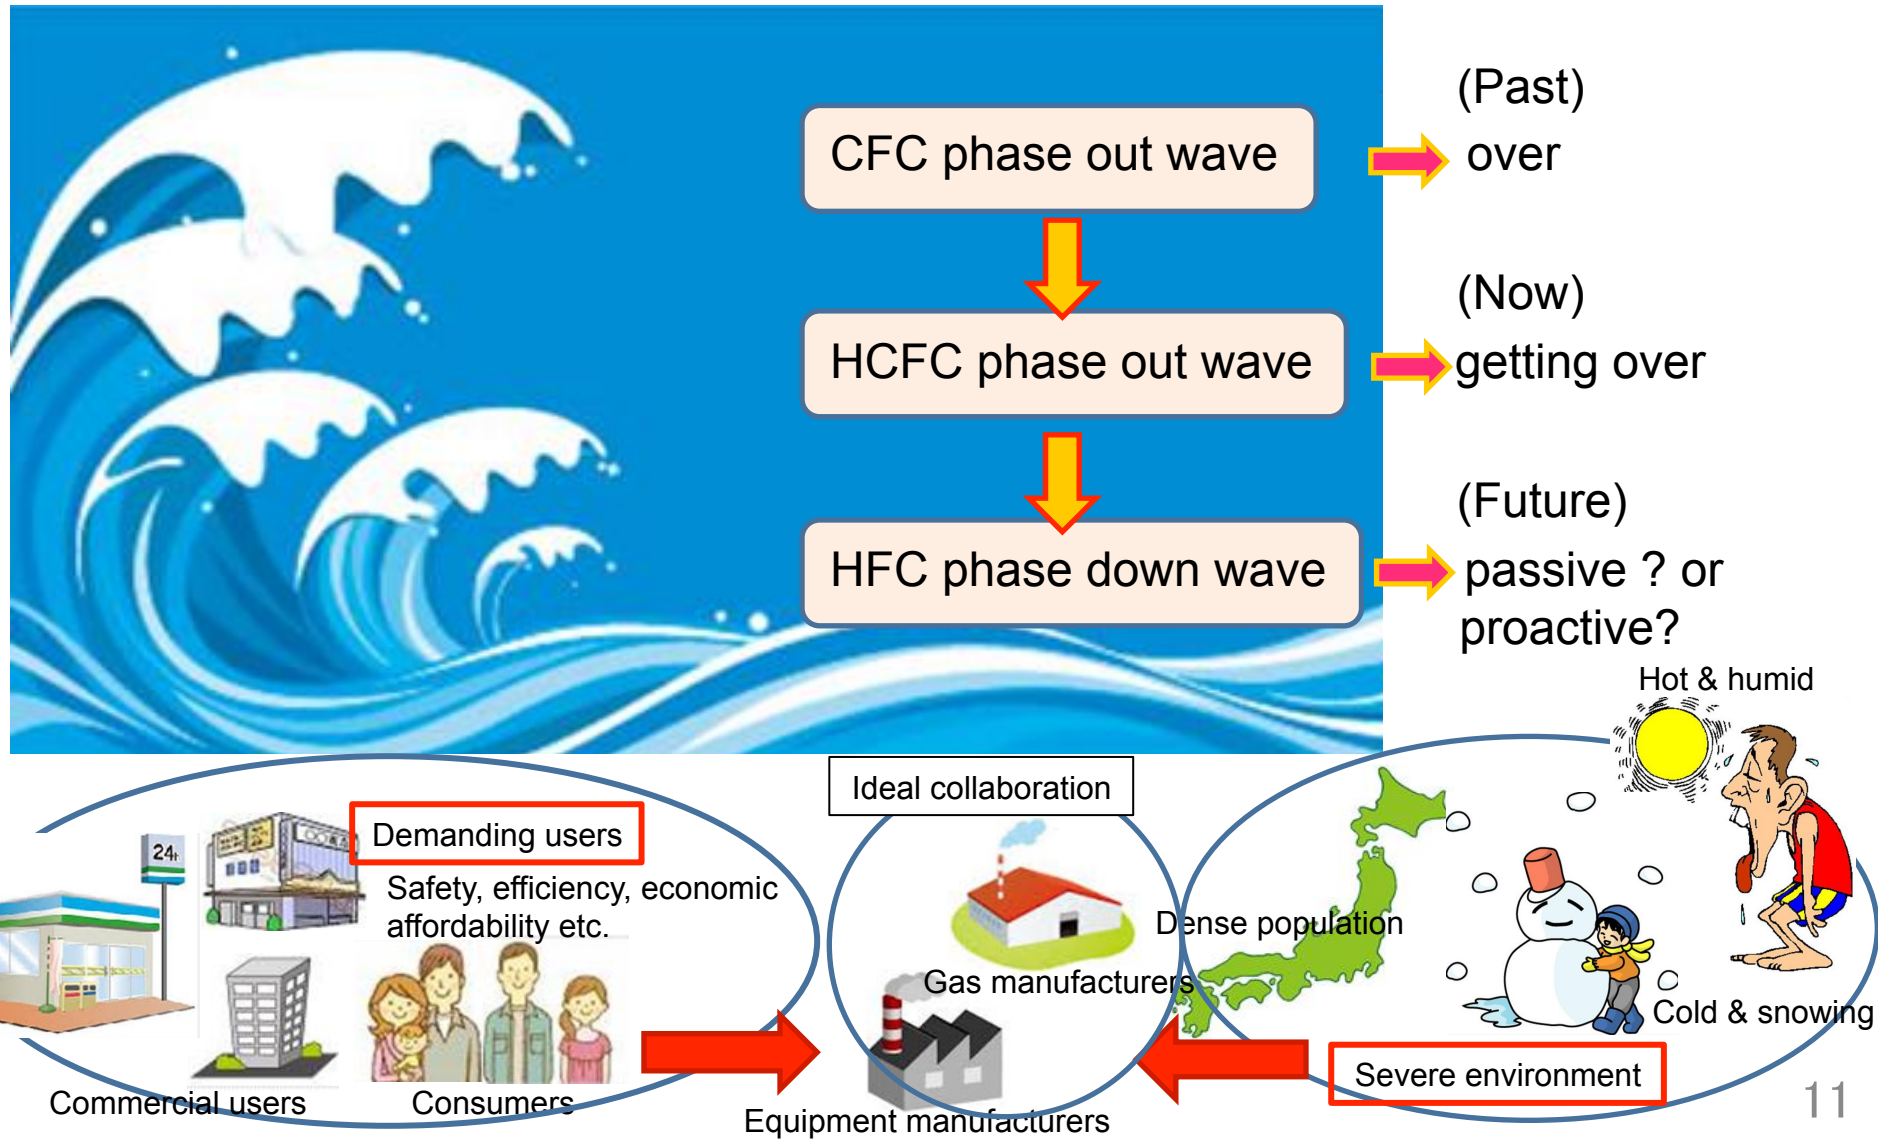 (Past)
CFC phase out wave
over
(Now)
HCFC phase out wave
getting over
(Future)
HFC phase down wave
passive ? or
proactive?
Hot & humid
Ideal collaboration
Demanding users
24h
Safety, efficiency, economic
affordability etc.
Dense population
Gas manufacturers
Cold & snowing
Severe environment
Commercial users
Consumers
Equipment manufacturers
11